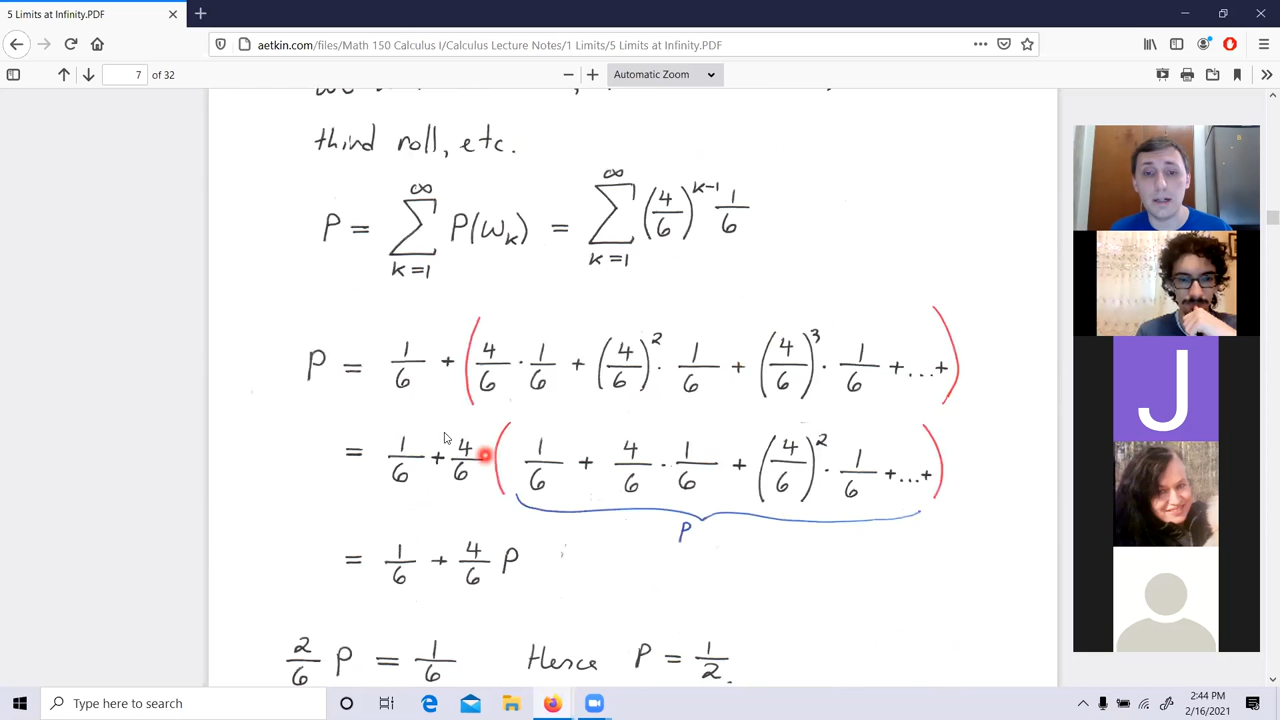 5 Limits at Infinity.PDF
aetkin.com/files/Math 150 Calculus I/Calculus Lecture Notes/1 Limits/5 Limits at Infinity.PDF
7 of 32
Automatic Zoom
third roll, etc.
P = ∑_{k=1}^{∞} P(ω_k) = ∑_{k=1}^{∞} (4/6)^{k-1} 1/6
P = 1/6 + (4/6 · 1/6 + (4/6)^2 · 1/6 + (4/6)^3 · 1/6 + ... +)
= 1/6 + 4/6 (1/6 + 4/6 · 1/6 + (4/6)^2 · 1/6 + ... +)
P
= 1/6 + 4/6 P
2/6 P = 1/6 Hence P = 1/2.
J
Type here to search
2:44 PM
2/16/2021